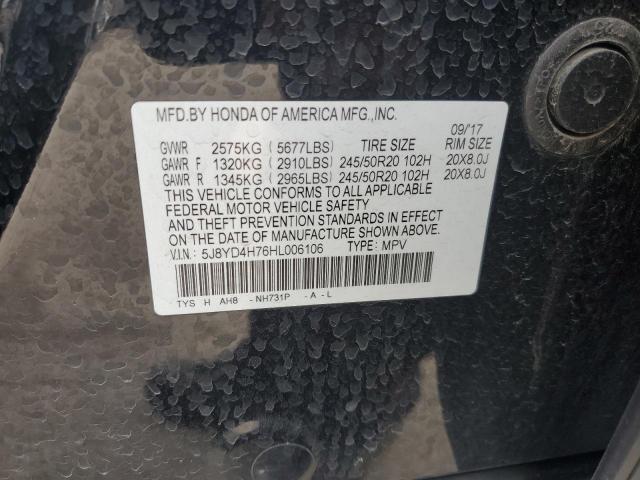 MFD.BY HONDA OF AMERICA MFG.,INC.
09/'17
GVWR 2575KG ( 5677LBS) TIRE SIZE RIM SIZE
GAWR F 1320KG ( 2910LBS) 245/50R20 102H 20X8.0J
GAWR R 1345KG ( 2965LBS) 245/50R20 102H 20X8.0J
THIS VEHICLE CONFORMS TO ALL APPLICABLE
FEDERAL MOTOR VEHICLE SAFETY
AND THEFT PREVENTION STANDARDS IN EFFECT
ON THE DATE OF MANUFACTURE SHOWN ABOVE.
V.I.N.: 5J8YD4H76HL006106 TYPE: MPV
TYS H AH8 - NH731P - A - L